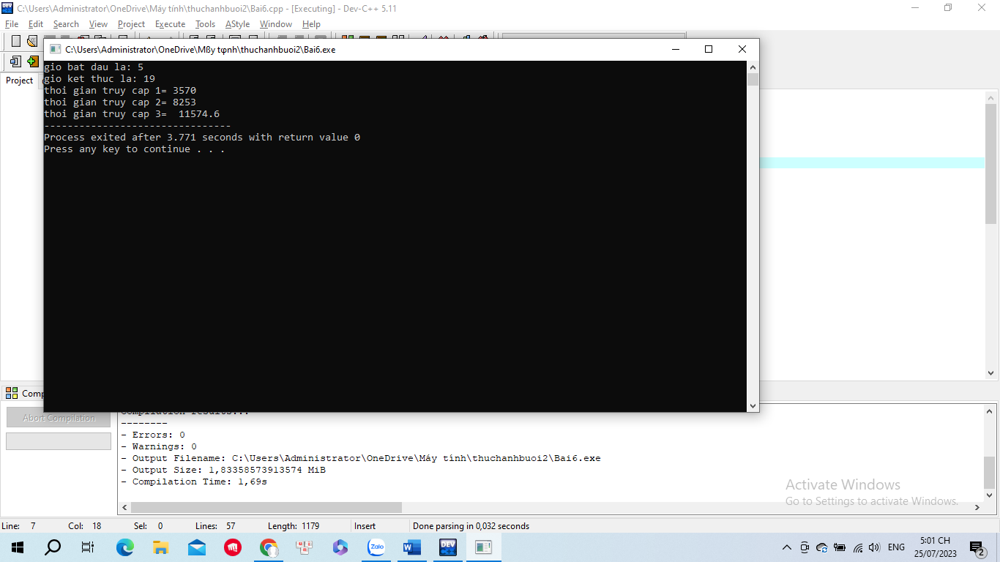 C:\Users\Administrator\OneDrive\Máy tính\thuchanhbuoi2\Bai6.cpp - [Executing] - Dev-C++ 5.11
File Edit Search View Project Execute Tools AStyle Window Help
C:\Users\Administrator\OneDrive\Mßy tφnh\thuchanhbuoi2\Bai6.exe
Project
gio bat dau la: 5
gio ket thuc la: 19
thoi gian truy cap 1= 3570
thoi gian truy cap 2= 8253
thoi gian truy cap 3=  11574.6
--------------------------------
Process exited after 3.771 seconds with return value 0
Press any key to continue . . .
Abort Compilation
Compilation results...
--------
- Errors: 0
- Warnings: 0
- Output Filename: C:\Users\Administrator\OneDrive\Máy tính\thuchanhbuoi2\Bai6.exe
- Output Size: 1,83358573913574 MiB
- Compilation Time: 1,69s
Activate Windows
Go to Settings to activate Windows.
Line: 7 Col: 18 Sel: 0 Lines: 57 Length: 1179 Insert Done parsing in 0,032 seconds
Zalo
DEV
ENG
5:01 CH
25/07/2023
2